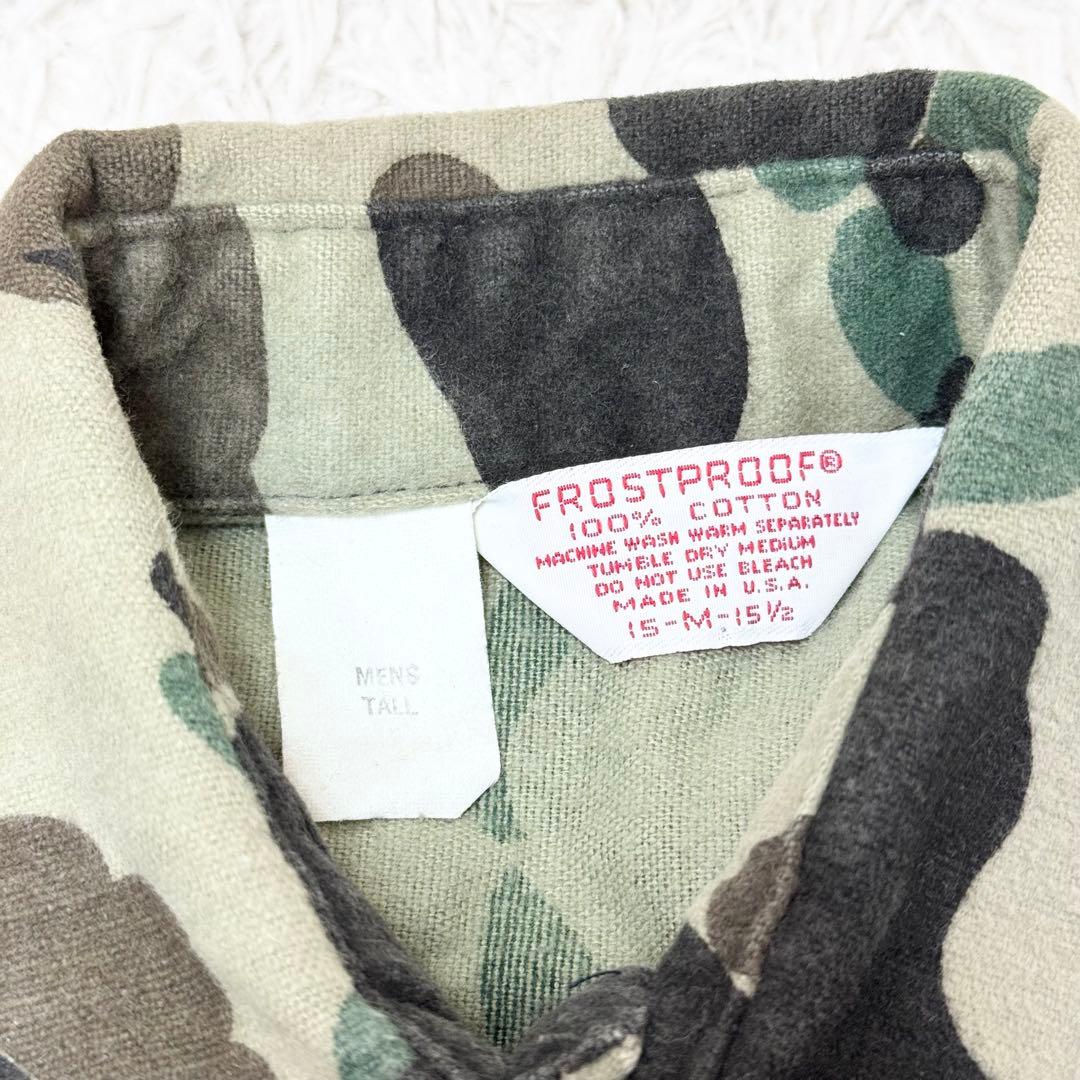 FROSTPROOF®
100% COTTON
MACHINE WASH WARM SEPARATELY
TUMBLE DRY MEDIUM
DO NOT USE BLEACH
MADE IN U.S.A.
15-M-15½
MENS
TALL